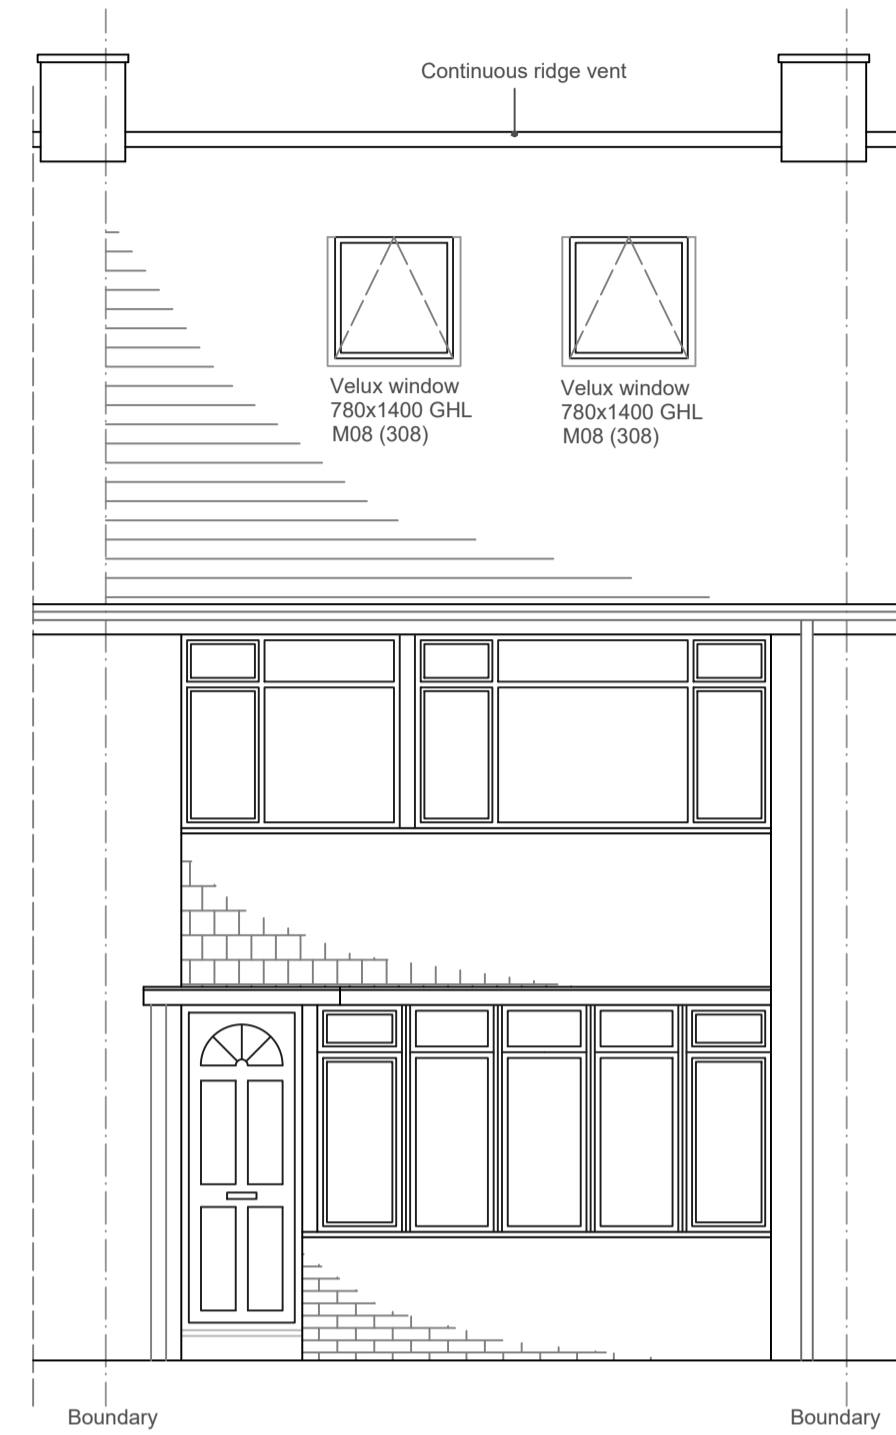 Continuous ridge vent
Velux window
780x1400 GHL
M08 (308)
Velux window
780x1400 GHL
M08 (308)
Boundary
Boundary